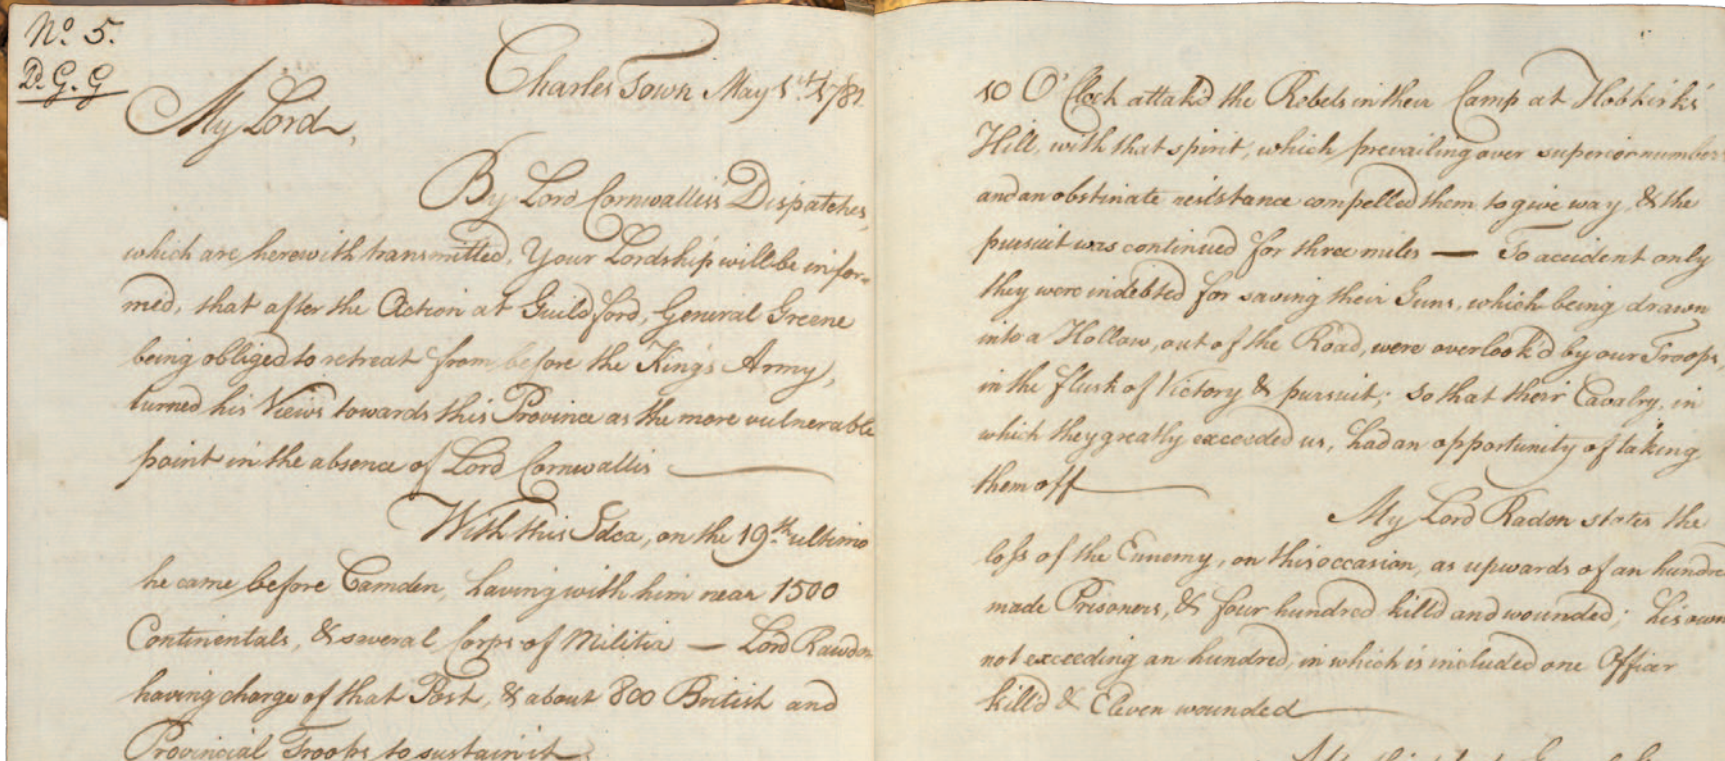 No. 5.
D. G. G
Charles Town May 1st 1781
My Lord,
By Lord Cornwallis's Dispatches,
which are herewith transmitted, Your Lordship will be infor-
med, that after the Action at Guildford, General Greene
being obliged to retreat from before the King's Army,
turned his Views towards this Province as the more vulnerable
point in the absence of Lord Cornwallis —
With this Idea, on the 19th ultimo
he came before Camden, having with him near 1500
Continentals, & several Corps of Militia — Lord Rawdon
having charge of that Post, & about 800 British and
Provincial Troops to sustain it
10 O'Clock attak'd the Rebels in their Camp at Hobkirks'
Hill, with that spirit, which prevailing over superior number
and an obstinate resistance compelled them to give way, & the
pursuit was continued for three miles — To accident only
they were indebted for saving their Guns, which being drawn
into a Hollow, out of the Road, were overlook'd by our Troops,
in the flush of Victory & pursuit; so that their Cavalry, in
which they greatly exceeded us, had an opportunity of taking
them off —
My Lord Radon states the
loss of the Ennemy, on this occasion, as upwards of an hundred
made Prisoners, & four hundred kill'd and wounded; his own
not exceeding an hundred, in which is included one Officer
kill'd & Eleven wounded —